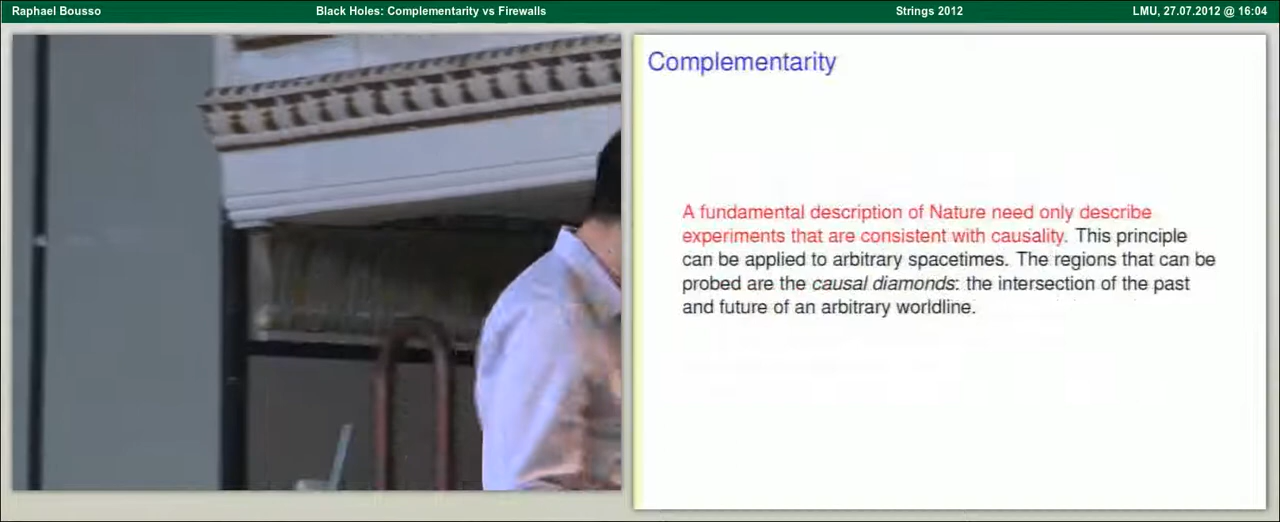 Raphael Bousso
Black Holes: Complementarity vs Firewalls
Strings 2012
LMU, 27.07.2012 @ 16:04
Complementarity
A fundamental description of Nature need only describe
experiments that are consistent with causality. This principle
can be applied to arbitrary spacetimes. The regions that can be
probed are the causal diamonds: the intersection of the past
and future of an arbitrary worldline.